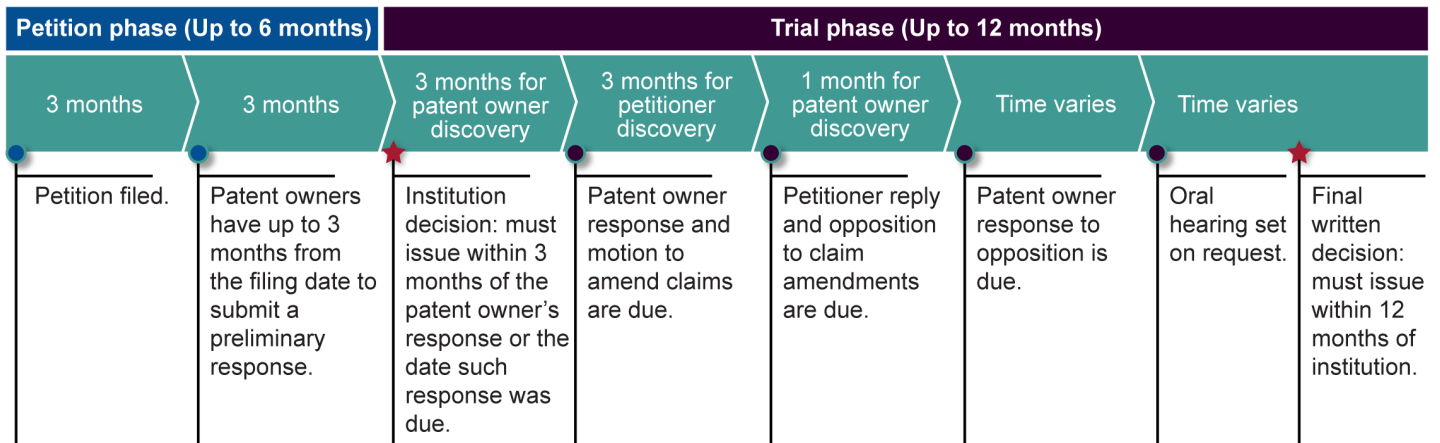 Petition phase (Up to 6 months)
Trial phase (Up to 12 months)
3 months
3 months
3 months for
patent owner
discovery
3 months for
petitioner
discovery
1 month for
patent owner
discovery
Time varies
Time varies
Petition filed.
Patent owners
have up to 3
months from
the filing date to
submit a
preliminary
response.
Institution
decision: must
issue within 3
months of the
patent owner’s
response or the
date such
response was
due.
Patent owner
response and
motion to
amend claims
are due.
Petitioner reply
and opposition
to claim
amendments
are due.
Patent owner
response to
opposition is
due.
Oral
hearing set
on request.
Final
written
decision:
must issue
within 12
months of
institution.